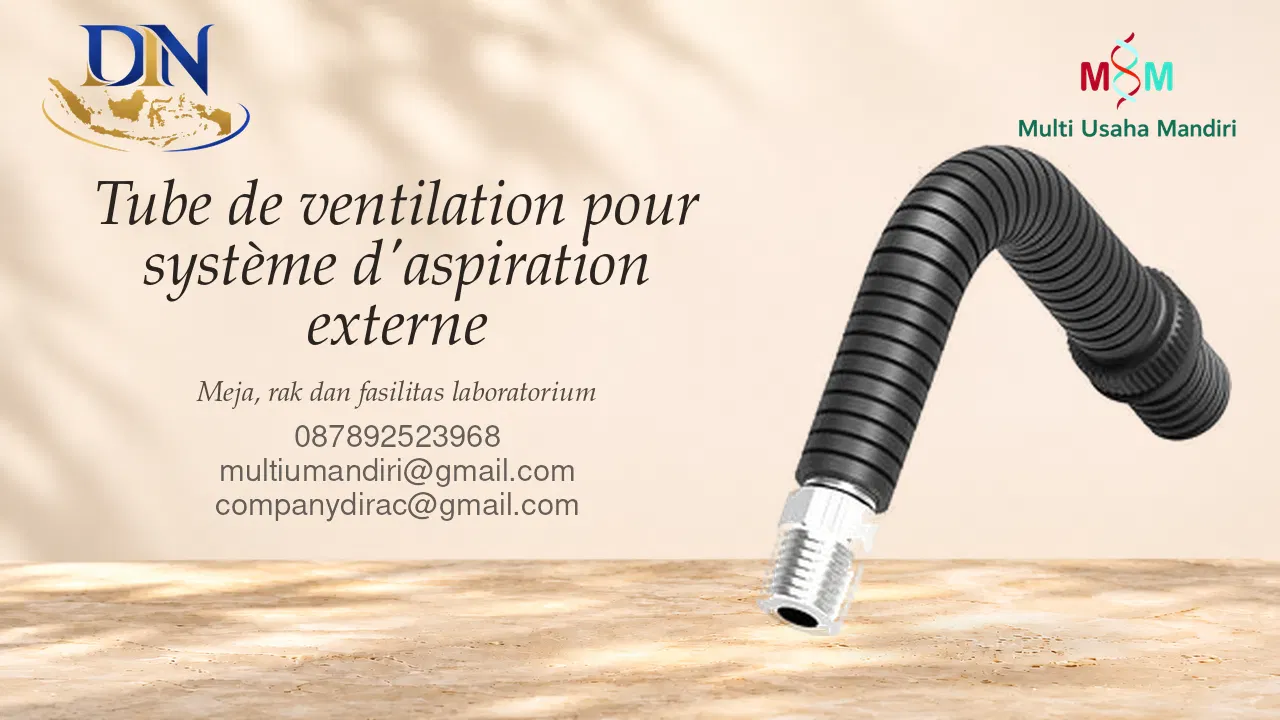 DIN
M M
Multi Usaha Mandiri
Tube de ventilation pour
système d'aspiration
externe
Meja, rak dan fasilitas laboratorium
087892523968
multiumandiri@gmail.com
companydirac@gmail.com